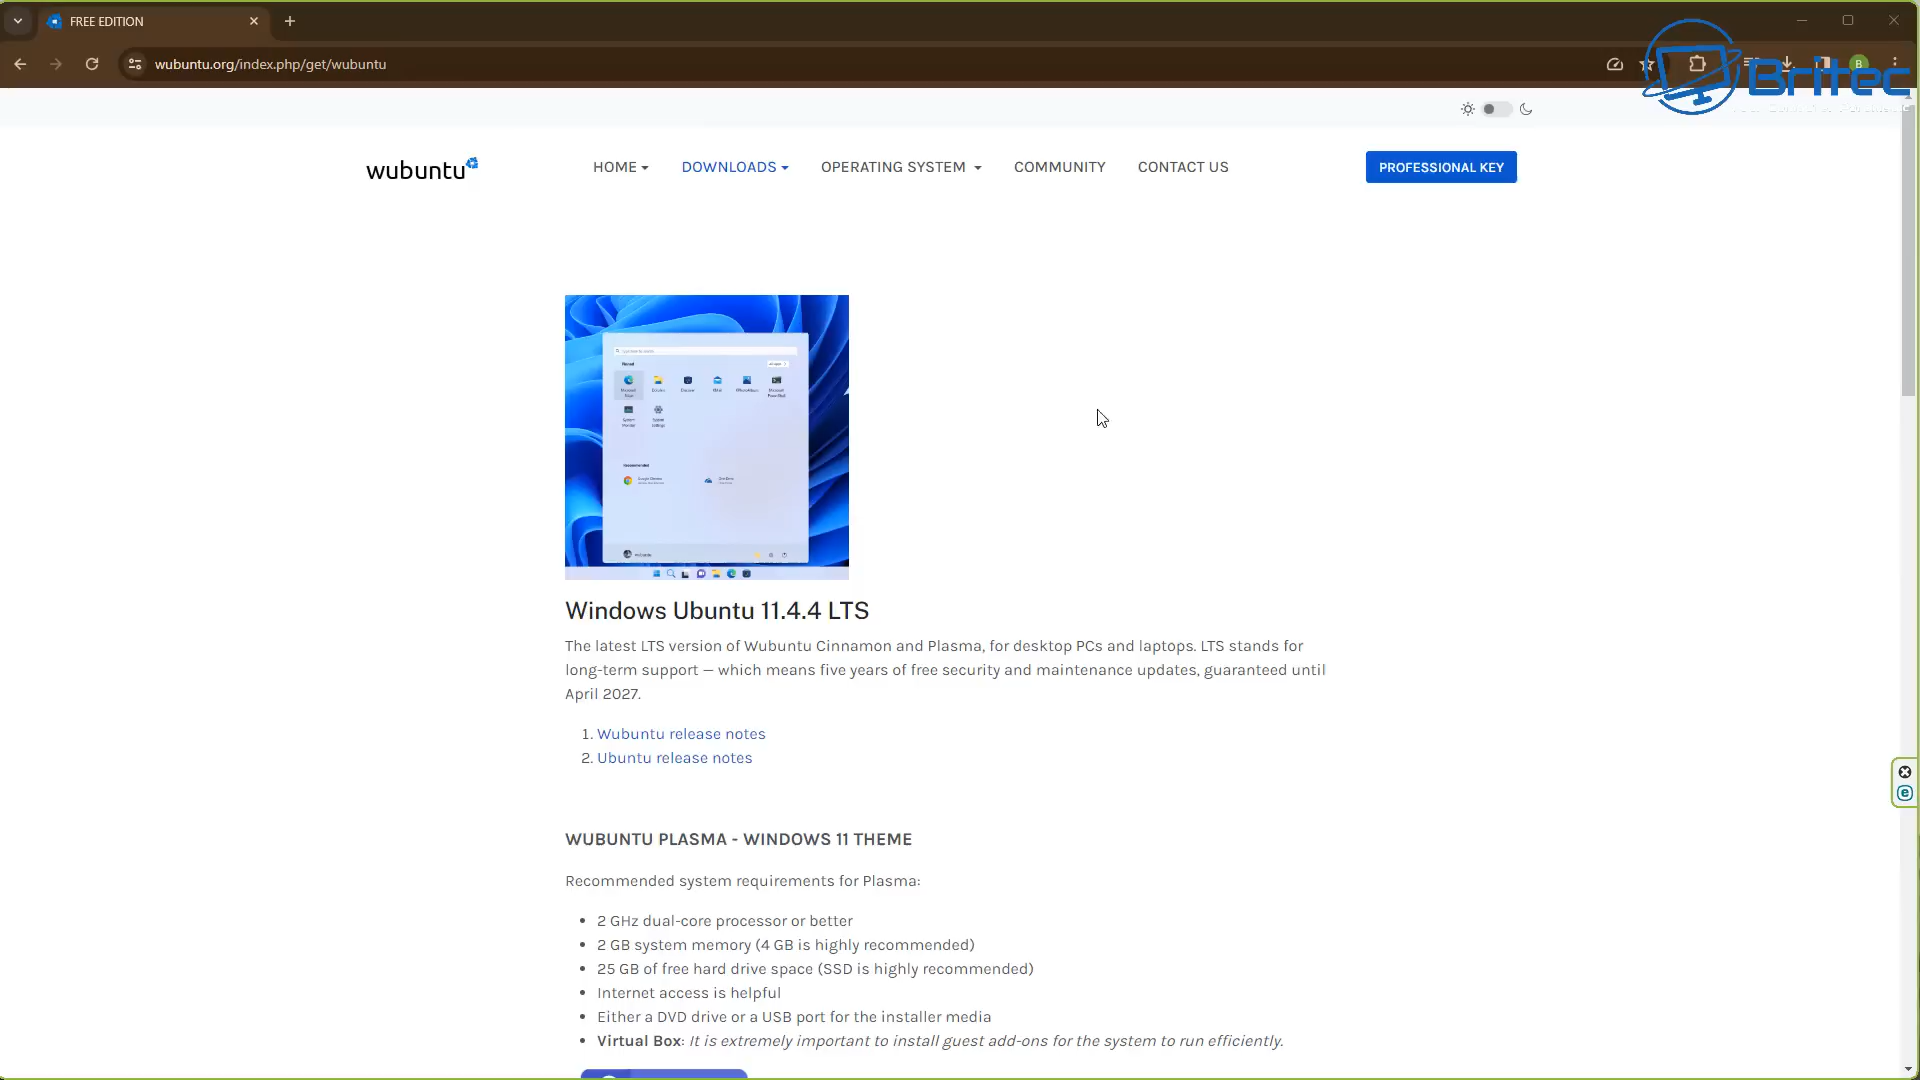 FREE EDITION
wubuntu.org/index.php/get/wubuntu
B
Britec
wubuntu
HOME
DOWNLOADS
OPERATING SYSTEM
COMMUNITY
CONTACT US
PROFESSIONAL KEY
Windows Ubuntu 11.4.4 LTS
The latest LTS version of Wubuntu Cinnamon and Plasma, for desktop PCs and laptops. LTS stands for
long-term support — which means five years of free security and maintenance updates, guaranteed until
April 2027.
1. Wubuntu release notes
2. Ubuntu release notes
WUBUNTU PLASMA - WINDOWS 11 THEME
Recommended system requirements for Plasma:
• 2 GHz dual-core processor or better
• 2 GB system memory (4 GB is highly recommended)
• 25 GB of free hard drive space (SSD is highly recommended)
• Internet access is helpful
• Either a DVD drive or a USB port for the installer media
• Virtual Box: It is extremely important to install guest add-ons for the system to run efficiently.